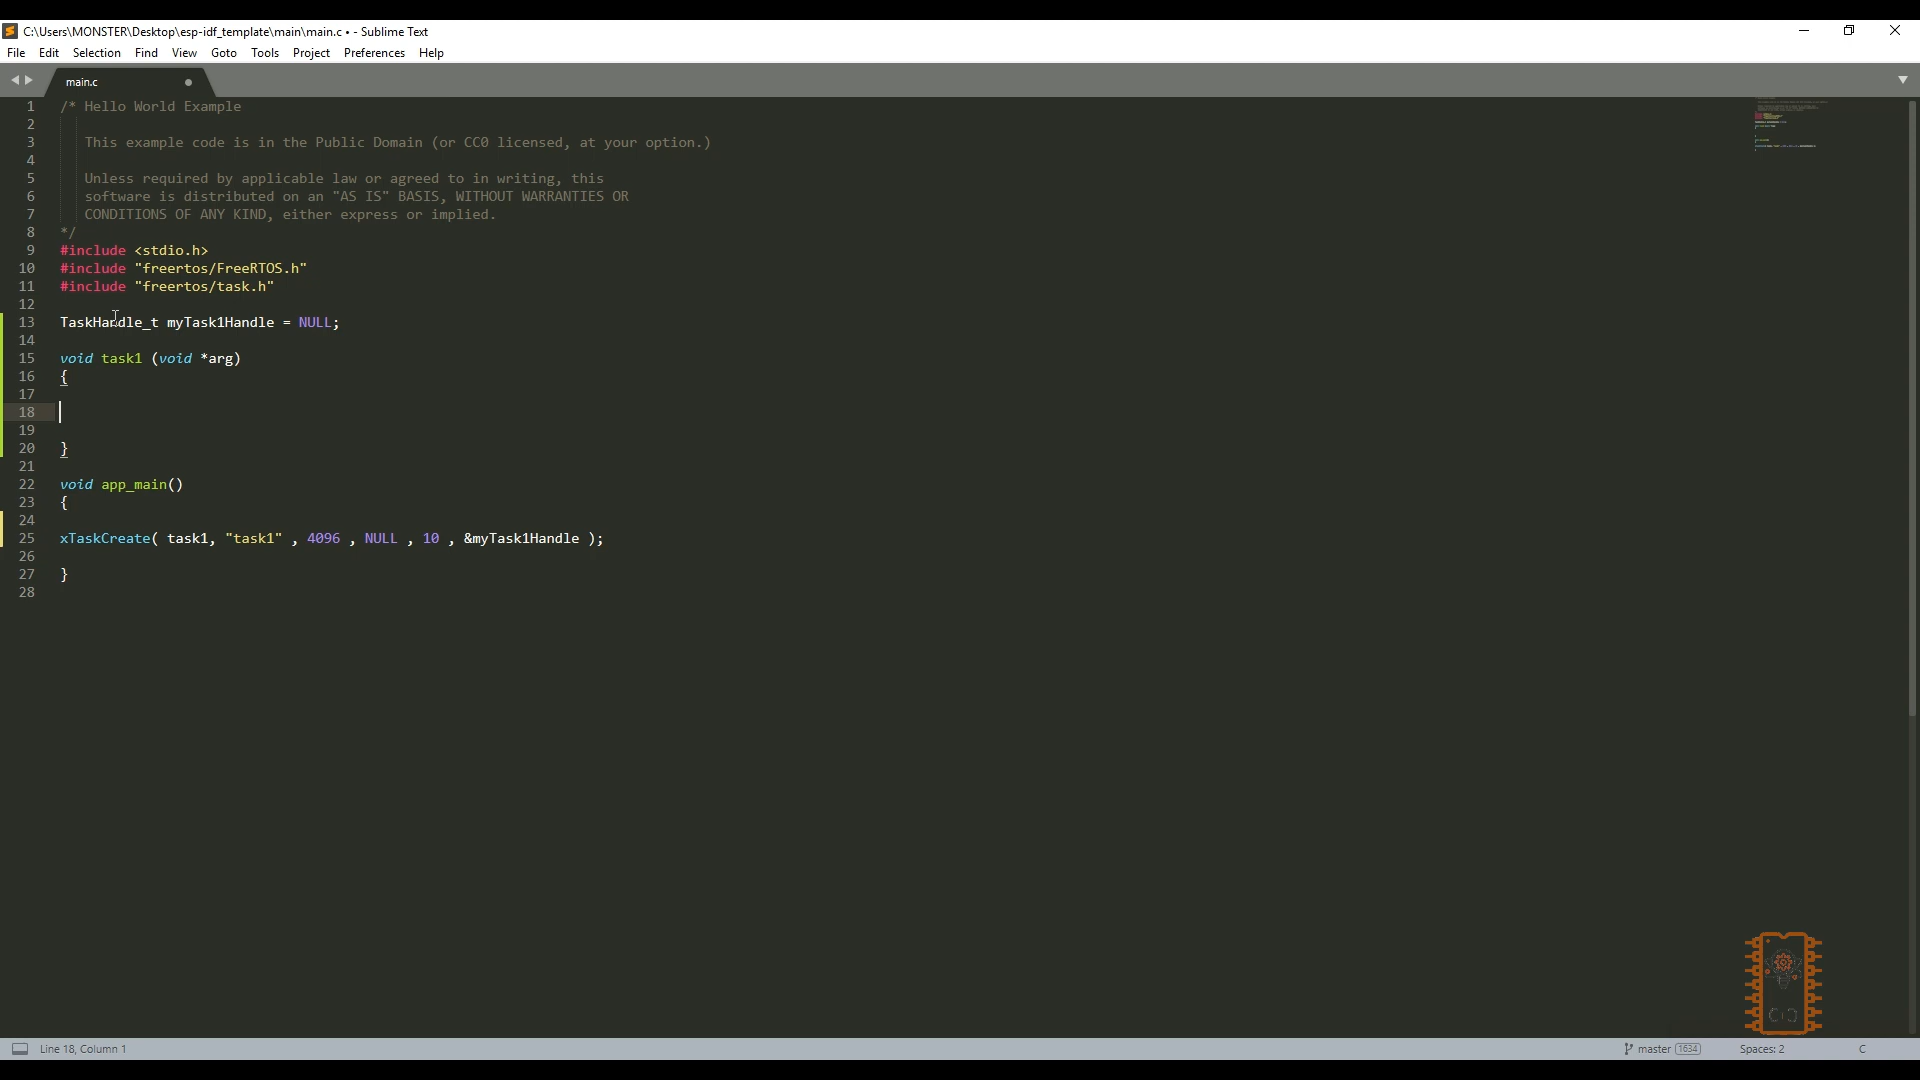 C:\Users\MONSTER\Desktop\esp-idf_template\main\main.c • - Sublime Text
File Edit Selection Find View Goto Tools Project Preferences Help
main.c
1 /* Hello World Example
2
3 This example code is in the Public Domain (or CC0 licensed, at your option.)
4
5 Unless required by applicable law or agreed to in writing, this
6 software is distributed on an "AS IS" BASIS, WITHOUT WARRANTIES OR
7 CONDITIONS OF ANY KIND, either express or implied.
8 */
9 #include <stdio.h>
10 #include "freertos/FreeRTOS.h"
11 #include "freertos/task.h"
12
13 TaskHandle_t myTask1Handle = NULL;
14
15 void task1 (void *arg)
16 {
17
18
19
20 }
21
22 void app_main()
23 {
24
25 xTaskCreate( task1, "task1" , 4096 , NULL , 10 , &myTask1Handle );
26
27 }
28
Line 18, Column 1 master 1634 Spaces: 2 C